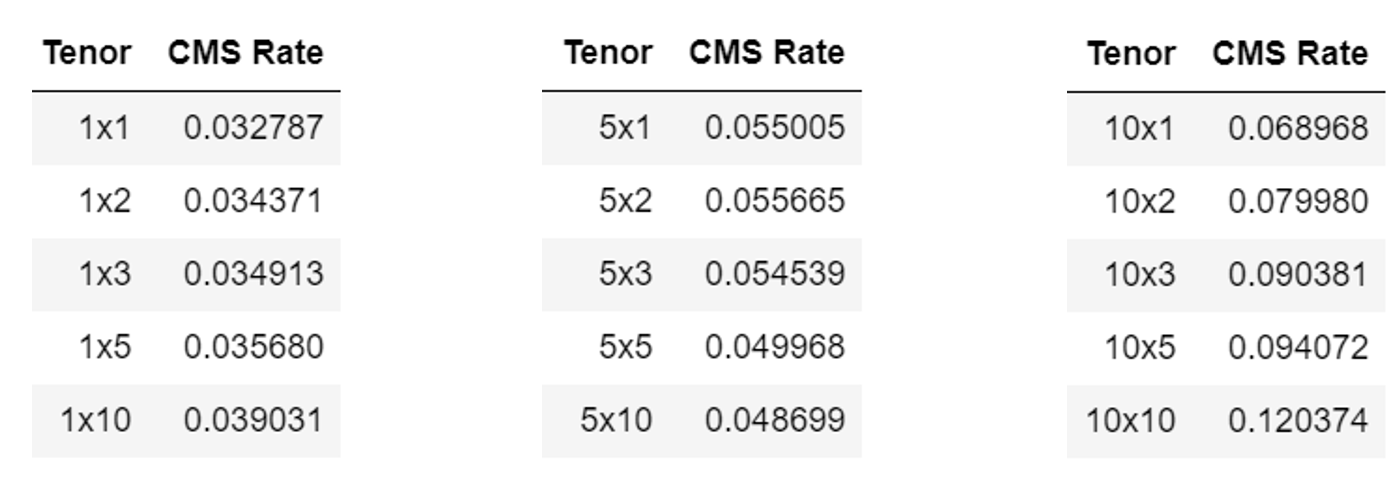 Tenor CMS Rate
1x1 0.032787
1x2 0.034371
1x3 0.034913
1x5 0.035680
1x10 0.039031
Tenor CMS Rate
5x1 0.055005
5x2 0.055665
5x3 0.054539
5x5 0.049968
5x10 0.048699
Tenor CMS Rate
10x1 0.068968
10x2 0.079980
10x3 0.090381
10x5 0.094072
10x10 0.120374